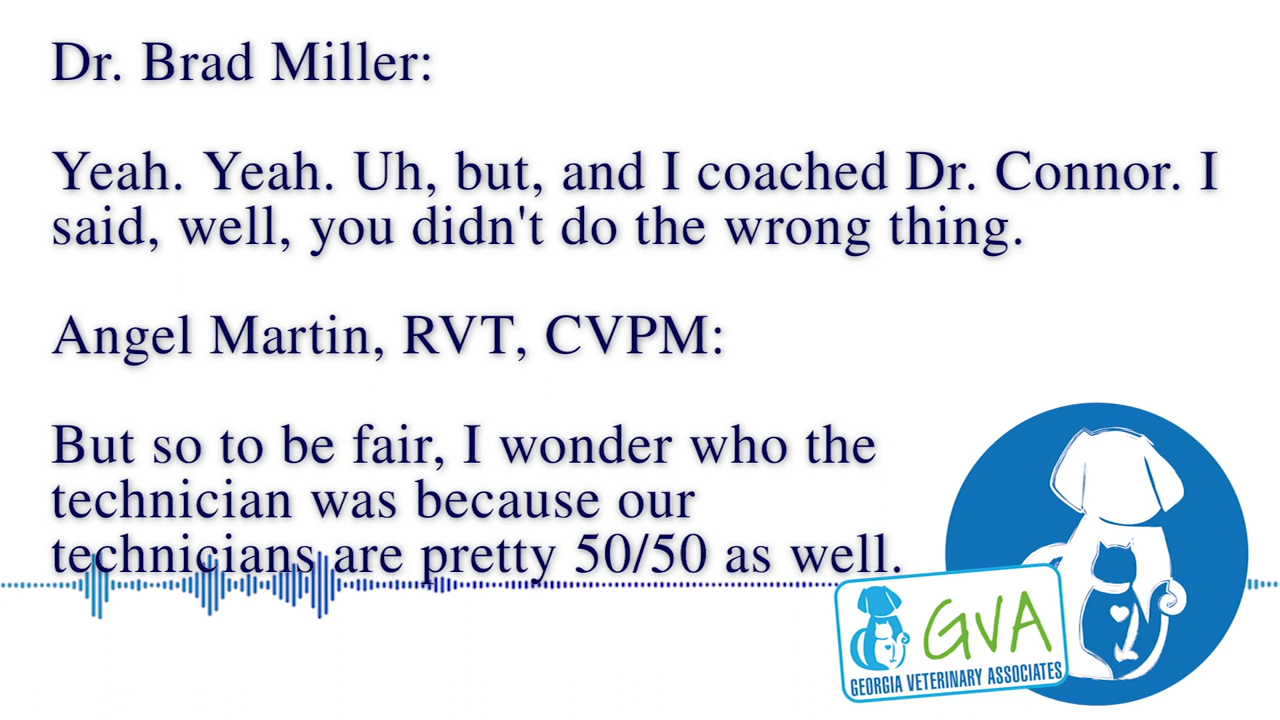 Dr. Brad Miller:
Yeah. Yeah. Uh, but, and I coached Dr. Connor. I
said, well, you didn't do the wrong thing.
Angel Martin, RVT, CVPM:
But so to be fair, I wonder who the
technician was because our
technicians are pretty 50/50 as well.
GVA
GEORGIA VETERINARY ASSOCIATES